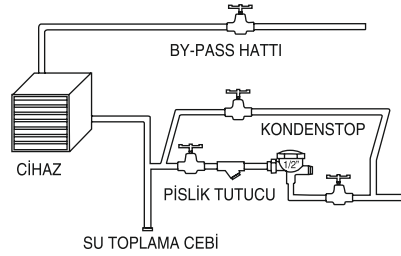 BY-PASS HATTI
KONDENSTOP
1/2"
CİHAZ
PİSLİK TUTUCU
SU TOPLAMA CEBİ